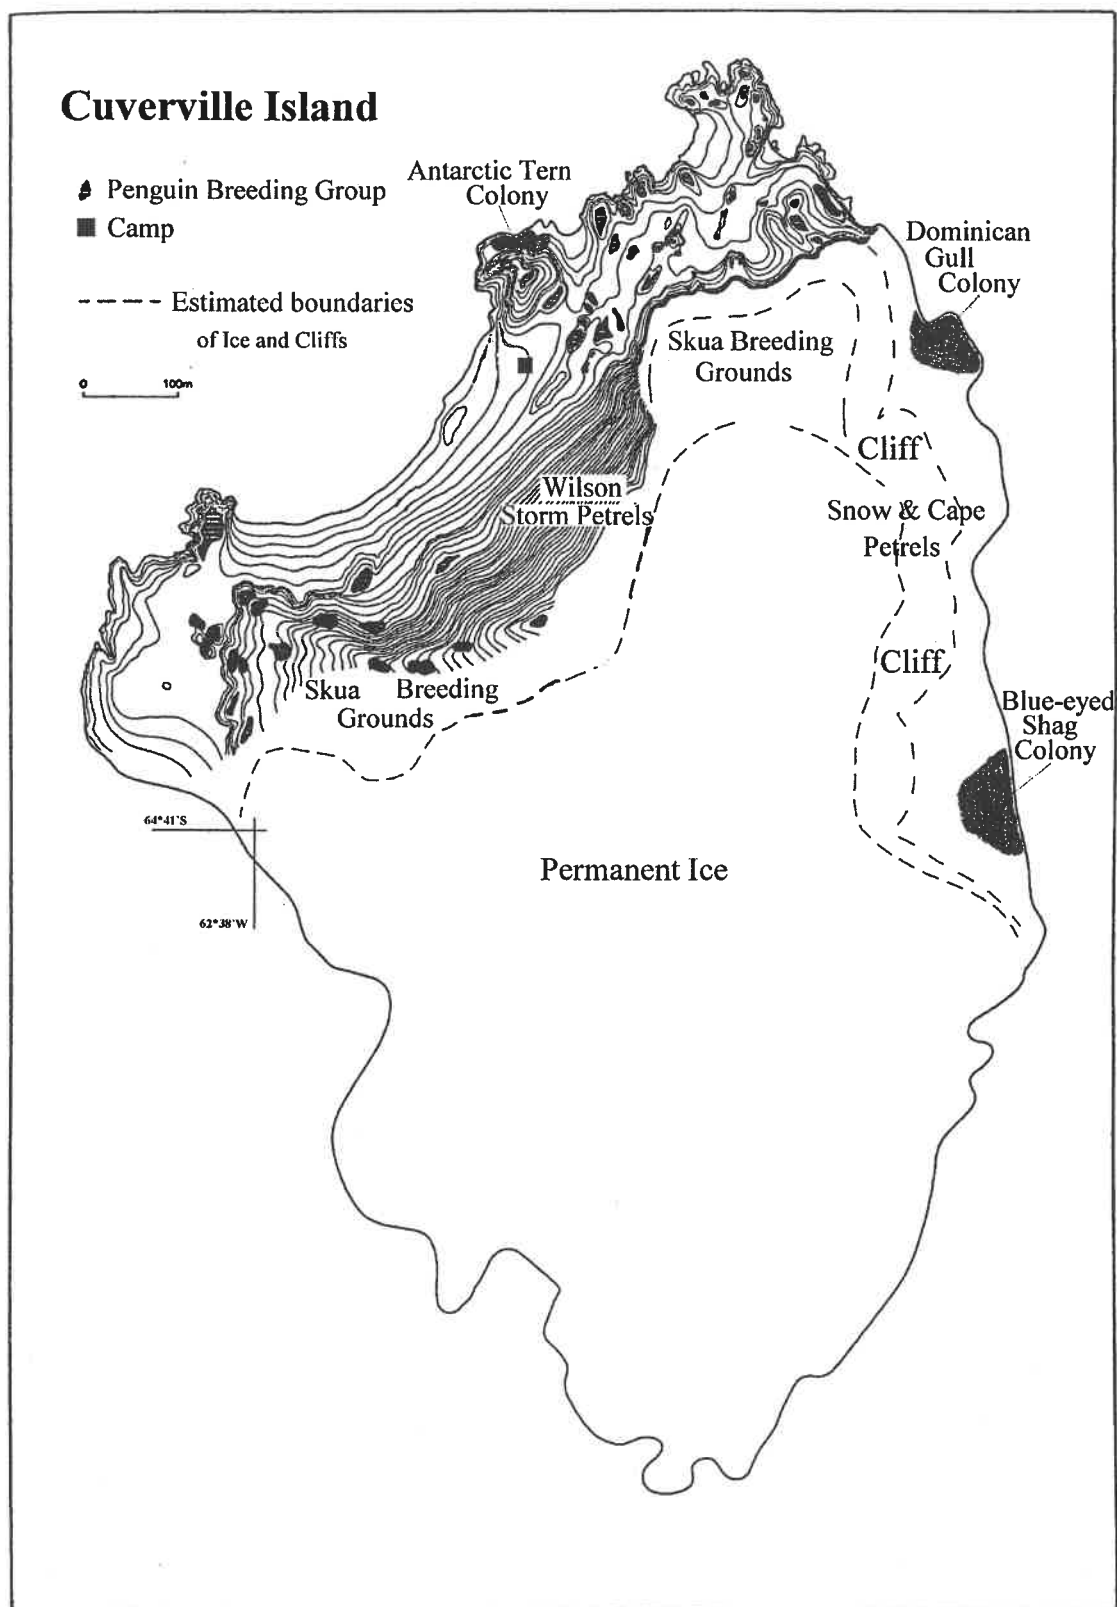 Cuverville Island
Penguin Breeding Group
Camp
Estimated boundaries
of Ice and Cliffs
0 100m
Antarctic Tern
Colony
Dominican
Gull
Colony
Skua Breeding
Grounds
Cliff
Wilson
Storm Petrels
Snow & Cape
Petrels
Cliff
Skua Breeding
Grounds
Blue-eyed
Shag
Colony
64°41'S
Permanent Ice
62°38'W